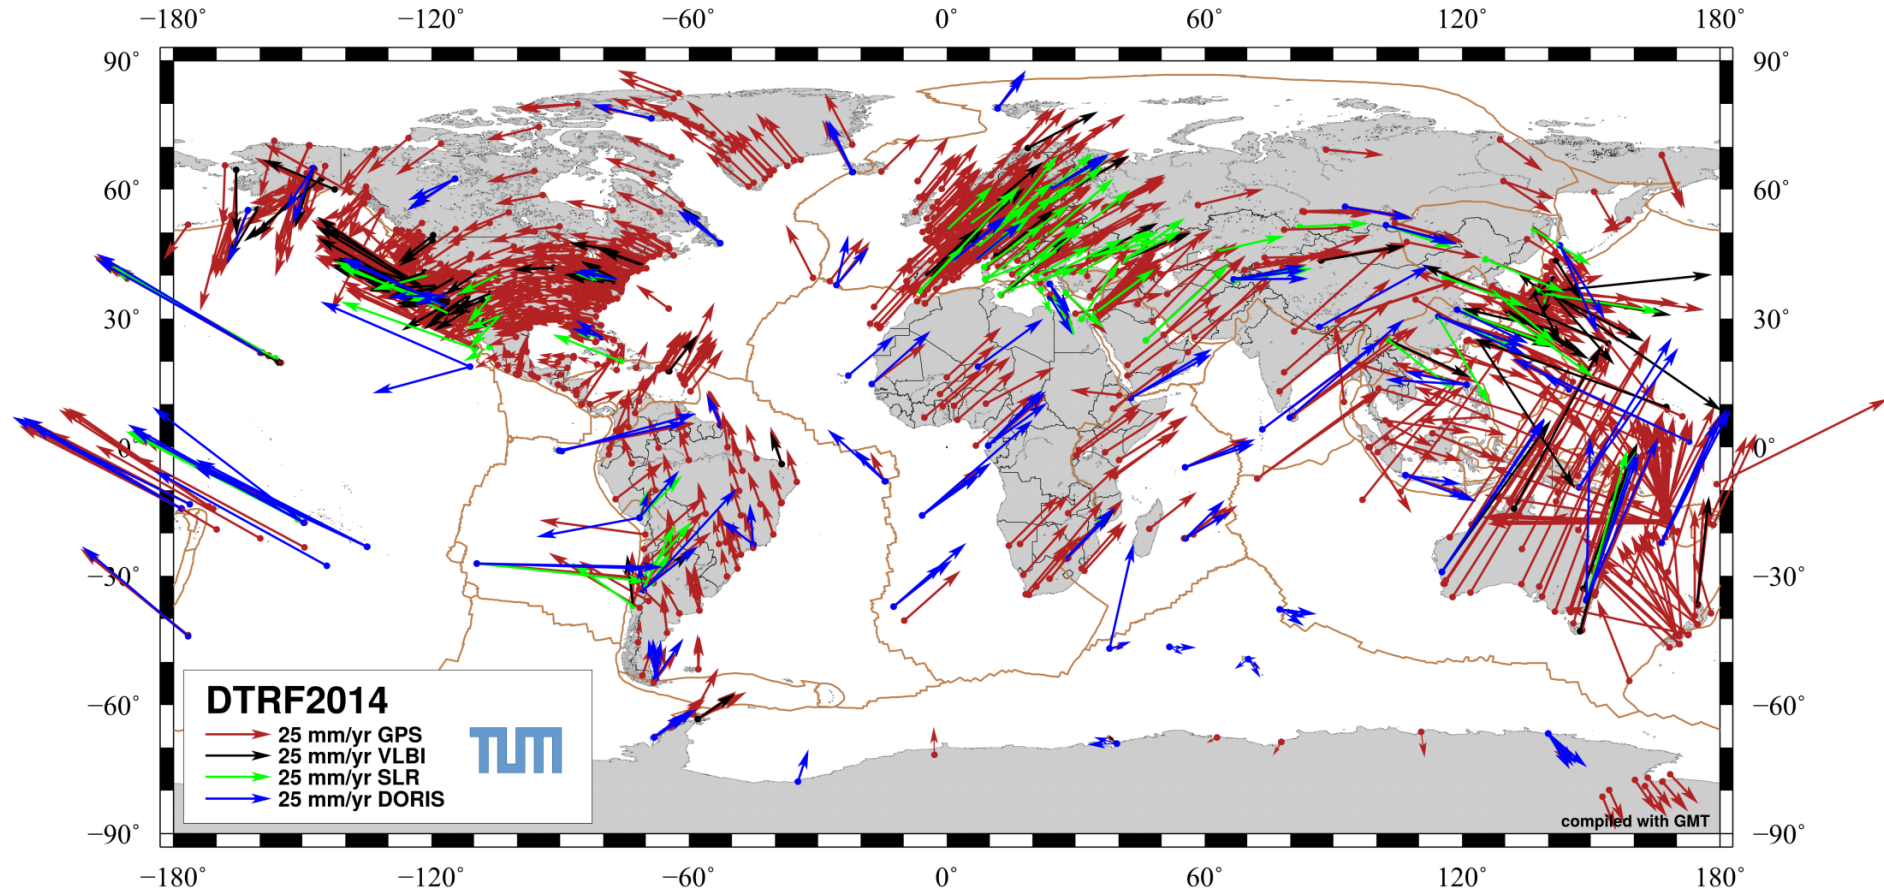 −180° −120° −60° 0° 60° 120° 180°
90° 90°
60° 60°
30° 30°
0° 0°
−30° −30°
−60° −60°
−90° −90°
DTRF2014
25 mm/yr GPS
25 mm/yr VLBI
25 mm/yr SLR
25 mm/yr DORIS
TUM
compiled with GMT
−180° −120° −60° 0° 60° 120° 180°